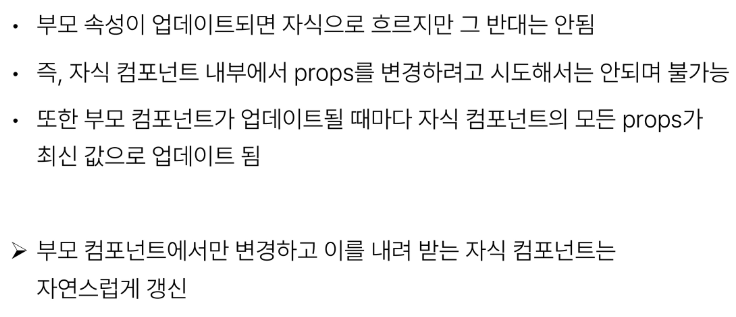 • 부모 속성이 업데이트되면 자식으로 흐르지만 그 반대는 안됨
• 즉, 자식 컴포넌트 내부에서 props를 변경하려고 시도해서는 안되며 불가능
• 또한 부모 컴포넌트가 업데이트될 때마다 자식 컴포넌트의 모든 props가
최신 값으로 업데이트 됨
➢ 부모 컴포넌트에서만 변경하고 이를 내려 받는 자식 컴포넌트는
자연스럽게 갱신